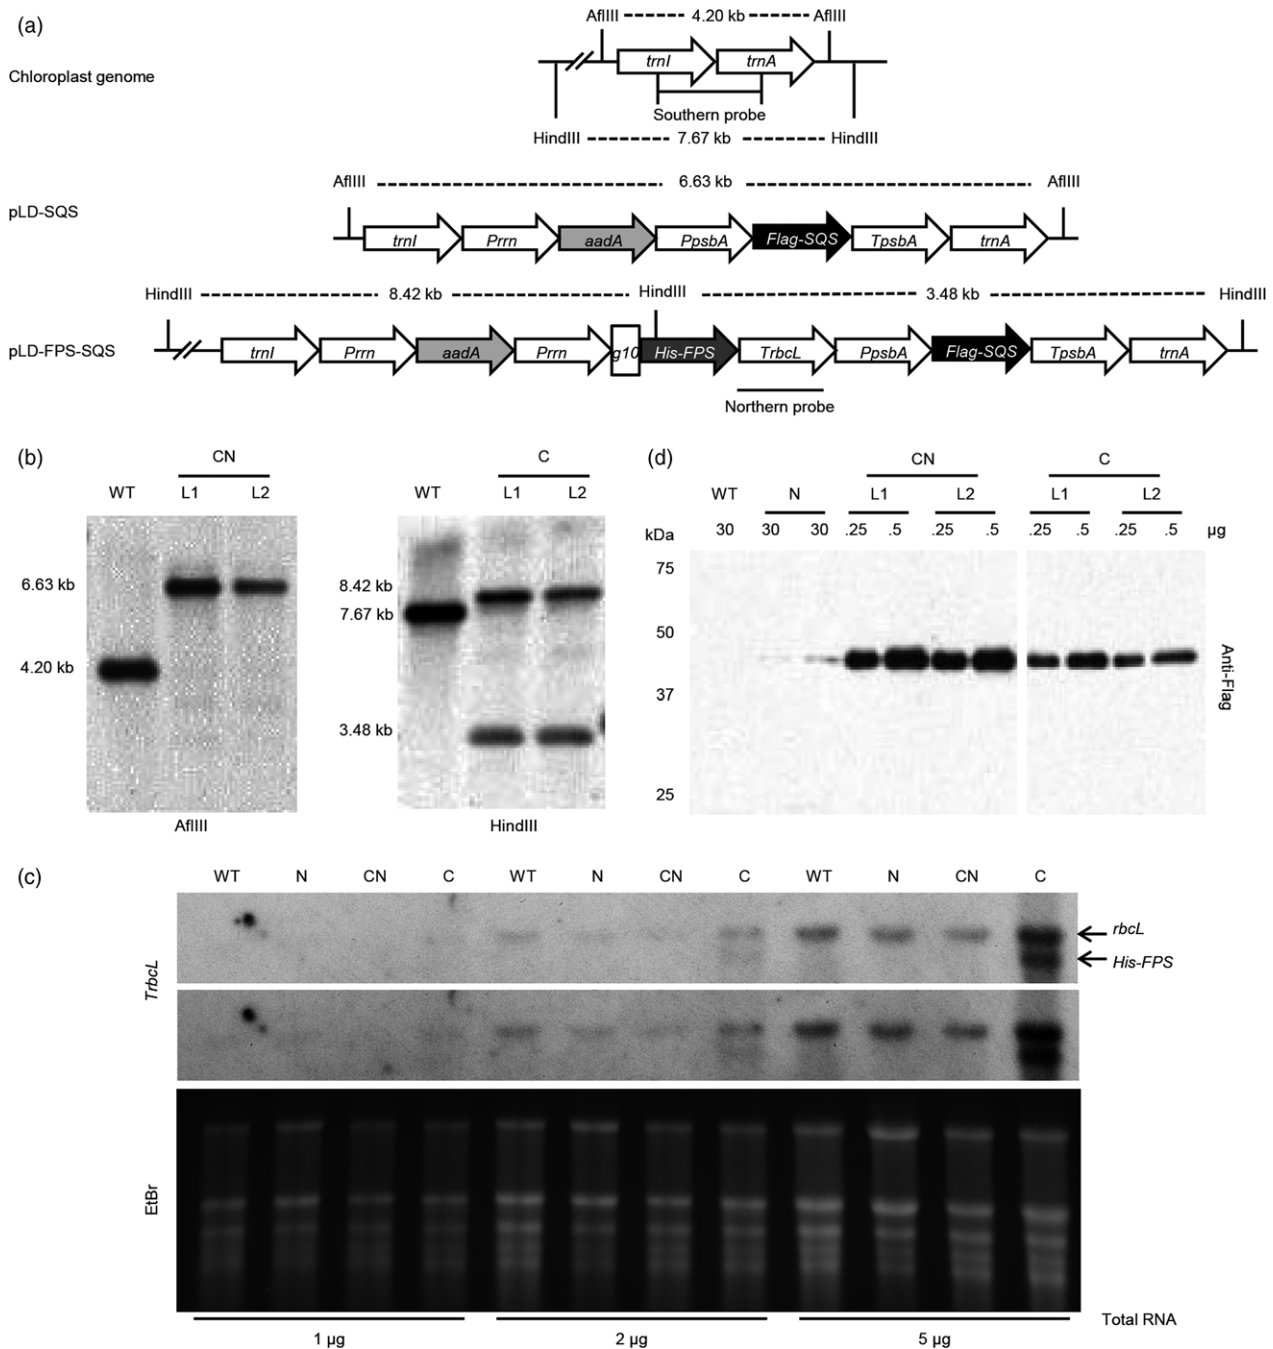 (a)
AflIII 4.20 kb AflIII
Chloroplast genome
trnI trnA
Southern probe
HindIII 7.67 kb HindIII
AflIII 6.63 kb AflIII
pLD-SQS
trnI Prrn aadA PpsbA Flag-SQS TpsbA trnA
HindIII 8.42 kb HindIII 3.48 kb HindIII
pLD-FPS-SQS
trnI Prrn aadA Prrn g10 His-FPS TrbcL PpsbA Flag-SQS TpsbA trnA
Northern probe
(b)
CN
WT L1 L2
6.63 kb
4.20 kb
AflIII
C
WT L1 L2
8.42 kb
7.67 kb
3.48 kb
HindIII
(d)
CN C
WT N L1 L2 L1 L2
kDa 30 30 30 .25 .5 .25 .5 .25 .5 .25 .5 µg
75
50
37
25
Anti-Flag
(c)
WT N CN C WT N CN C WT N CN C
TrbcL
rbcL
His-FPS
EtBr
Total RNA
1 µg 2 µg 5 µg